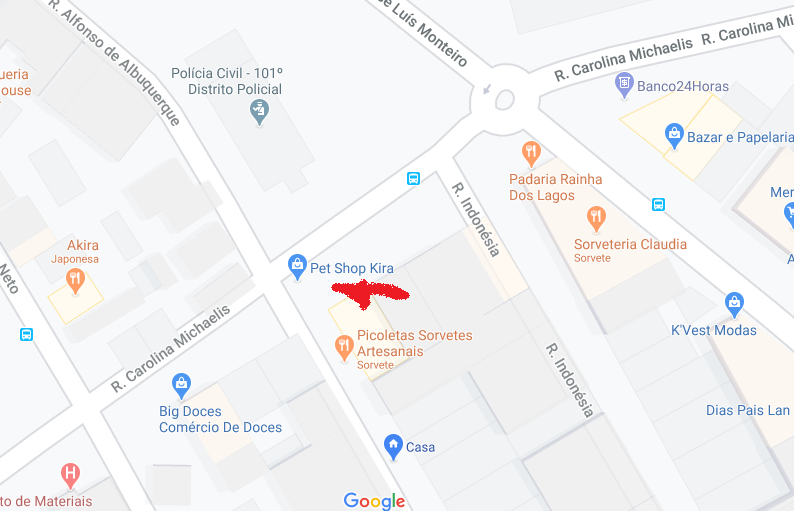 R. Alfonso de Albuquerque
se Luís Monteiro
R. Carolina Michaelis
R. Carolina Mi
ueria
ouse
Polícia Civil - 101º
Distrito Policial
Banco24Horas
Bazar e Papelaria
Padaria Rainha
Dos Lagos
R. Indonésia
Mer
Akira
Japonesa
Sorveteria Claudia
Sorvete
Neto
Pet Shop Kira
R. Carolina Michaelis
Picoletas Sorvetes
Artesanais
Sorvete
K'Vest Modas
A
R. Indonésia
Big Doces
Comércio De Doces
Dias Pais Lan
Casa
H
to de Materiais
Google